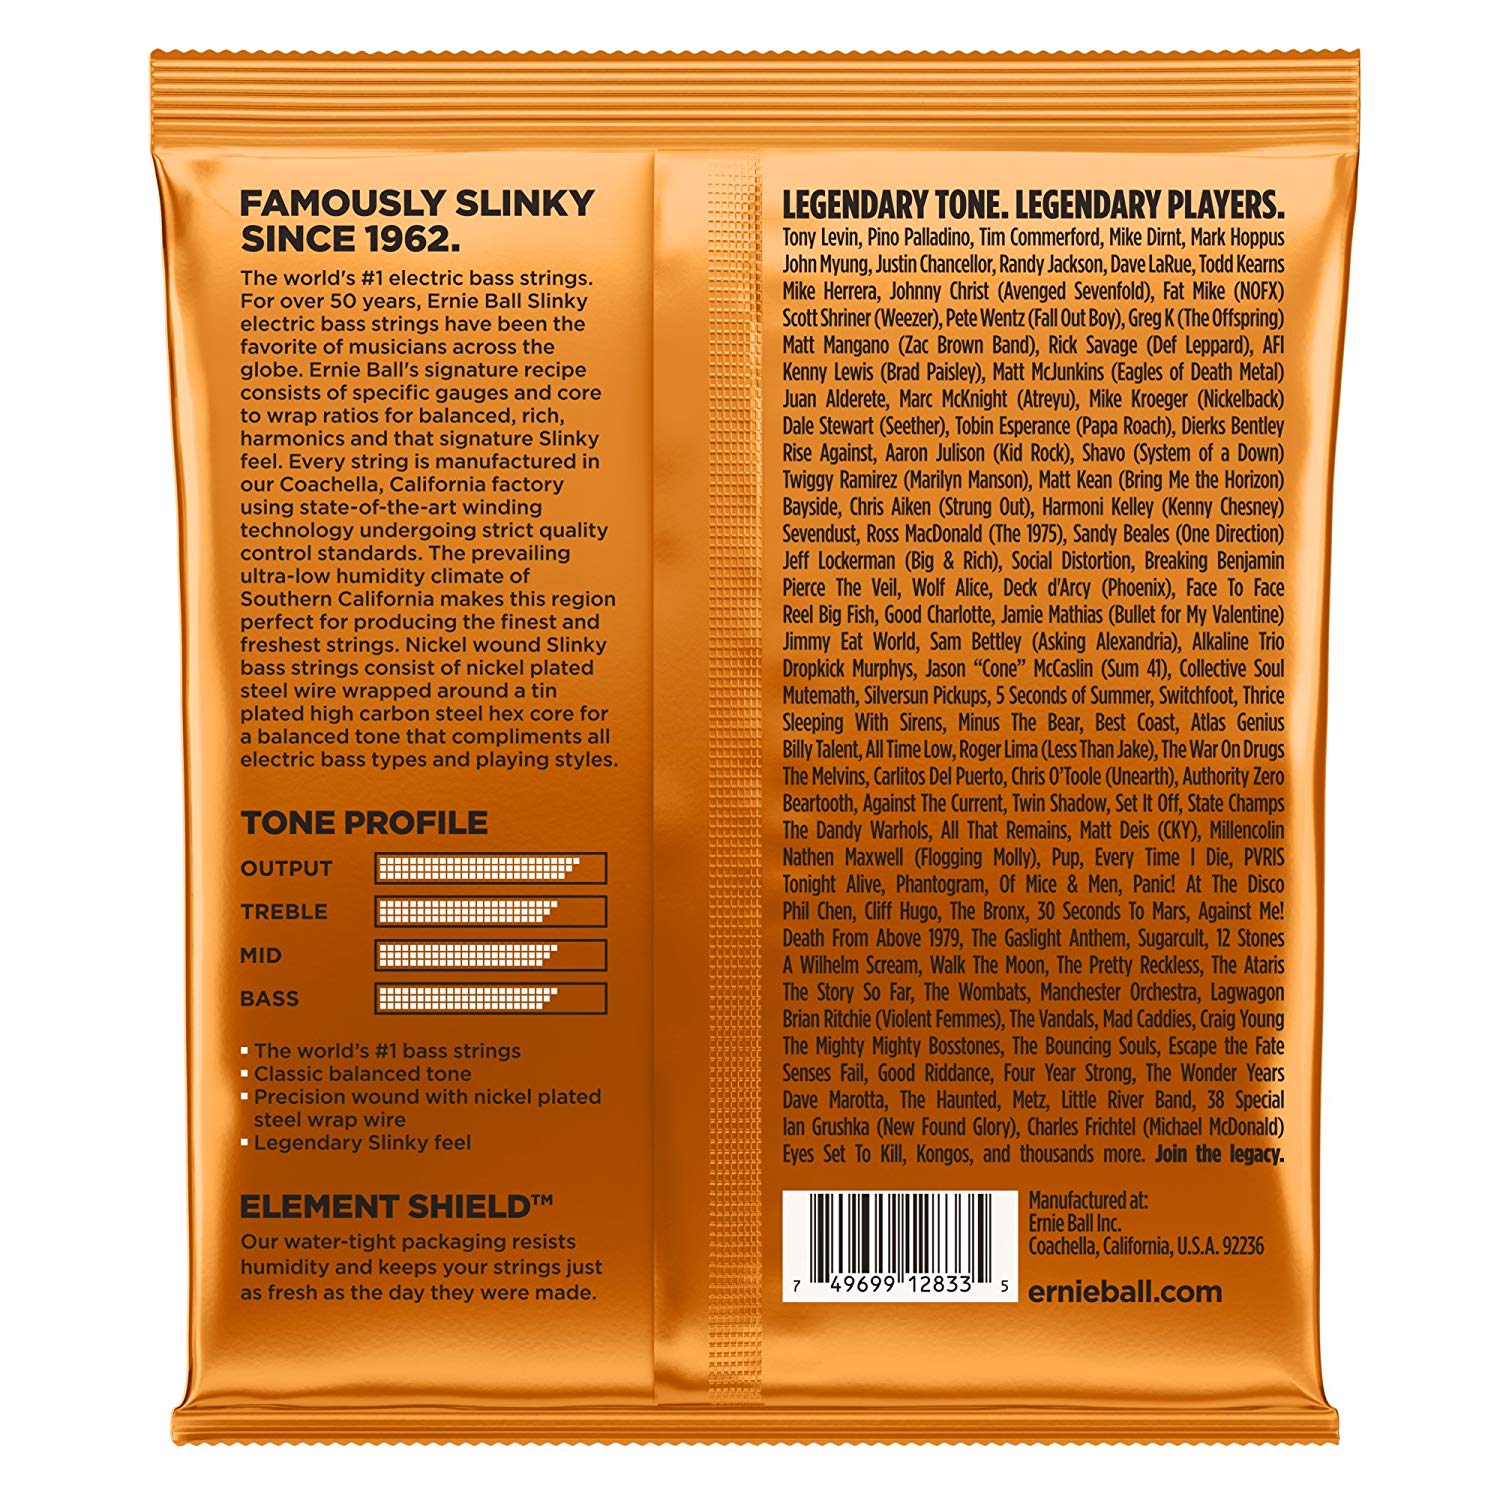 FAMOUSLY SLINKY
SINCE 1962.
The world's #1 electric bass strings.
For over 50 years, Ernie Ball Slinky
electric bass strings have been the
favorite of musicians across the
globe. Ernie Ball's signature recipe
consists of specific gauges and core
to wrap ratios for balanced, rich,
harmonics and that signature Slinky
feel. Every string is manufactured in
our Coachella, California factory
using state-of-the-art winding
technology undergoing strict quality
control standards. The prevailing
ultra-low humidity climate of
Southern California makes this region
perfect for producing the finest and
freshest strings. Nickel wound Slinky
bass strings consist of nickel plated
steel wire wrapped around a tin
plated high carbon steel hex core for
a balanced tone that compliments all
electric bass types and playing styles.
TONE PROFILE
OUTPUT
TREBLE
MID
BASS
▪ The world's #1 bass strings
▪ Classic balanced tone
▪ Precision wound with nickel plated
steel wrap wire
▪ Legendary Slinky feel
ELEMENT SHIELD™
Our water-tight packaging resists
humidity and keeps your strings just
as fresh as the day they were made.
LEGENDARY TONE. LEGENDARY PLAYERS.
Tony Levin, Pino Palladino, Tim Commerford, Mike Dirnt, Mark Hoppus
John Myung, Justin Chancellor, Randy Jackson, Dave LaRue, Todd Kearns
Mike Herrera, Johnny Christ (Avenged Sevenfold), Fat Mike (NOFX)
Scott Shriner (Weezer), Pete Wentz (Fall Out Boy), Greg K (The Offspring)
Matt Mangano (Zac Brown Band), Rick Savage (Def Leppard), AFI
Kenny Lewis (Brad Paisley), Matt McJunkins (Eagles of Death Metal)
Juan Alderete, Marc McKnight (Atreyu), Mike Kroeger (Nickelback)
Dale Stewart (Seether), Tobin Esperance (Papa Roach), Dierks Bentley
Rise Against, Aaron Julison (Kid Rock), Shavo (System of a Down)
Twiggy Ramirez (Marilyn Manson), Matt Kean (Bring Me the Horizon)
Bayside, Chris Aiken (Strung Out), Harmoni Kelley (Kenny Chesney)
Sevendust, Ross MacDonald (The 1975), Sandy Beales (One Direction)
Jeff Lockerman (Big & Rich), Social Distortion, Breaking Benjamin
Pierce The Veil, Wolf Alice, Deck d'Arcy (Phoenix), Face To Face
Reel Big Fish, Good Charlotte, Jamie Mathias (Bullet for My Valentine)
Jimmy Eat World, Sam Bettley (Asking Alexandria), Alkaline Trio
Dropkick Murphys, Jason “Cone” McCaslin (Sum 41), Collective Soul
Mutemath, Silversun Pickups, 5 Seconds of Summer, Switchfoot, Thrice
Sleeping With Sirens, Minus The Bear, Best Coast, Atlas Genius
Billy Talent, All Time Low, Roger Lima (Less Than Jake), The War On Drugs
The Melvins, Carlitos Del Puerto, Chris O'Toole (Unearth), Authority Zero
Beartooth, Against The Current, Twin Shadow, Set It Off, State Champs
The Dandy Warhols, All That Remains, Matt Deis (CKY), Millencolin
Nathen Maxwell (Flogging Molly), Pup, Every Time I Die, PVRIS
Tonight Alive, Phantogram, Of Mice & Men, Panic! At The Disco
Phil Chen, Cliff Hugo, The Bronx, 30 Seconds To Mars, Against Me!
Death From Above 1979, The Gaslight Anthem, Sugarcult, 12 Stones
A Wilhelm Scream, Walk The Moon, The Pretty Reckless, The Ataris
The Story So Far, The Wombats, Manchester Orchestra, Lagwagon
Brian Ritchie (Violent Femmes), The Vandals, Mad Caddies, Craig Young
The Mighty Mighty Bosstones, The Bouncing Souls, Escape the Fate
Senses Fail, Good Riddance, Four Year Strong, The Wonder Years
Dave Marotta, The Haunted, Metz, Little River Band, 38 Special
Ian Grushka (New Found Glory), Charles Frichtel (Michael McDonald)
Eyes Set To Kill, Kongos, and thousands more. Join the legacy.
7 49699 12833 5
Manufactured at:
Ernie Ball Inc.
Coachella, California, U.S.A. 92236
ernieball.com